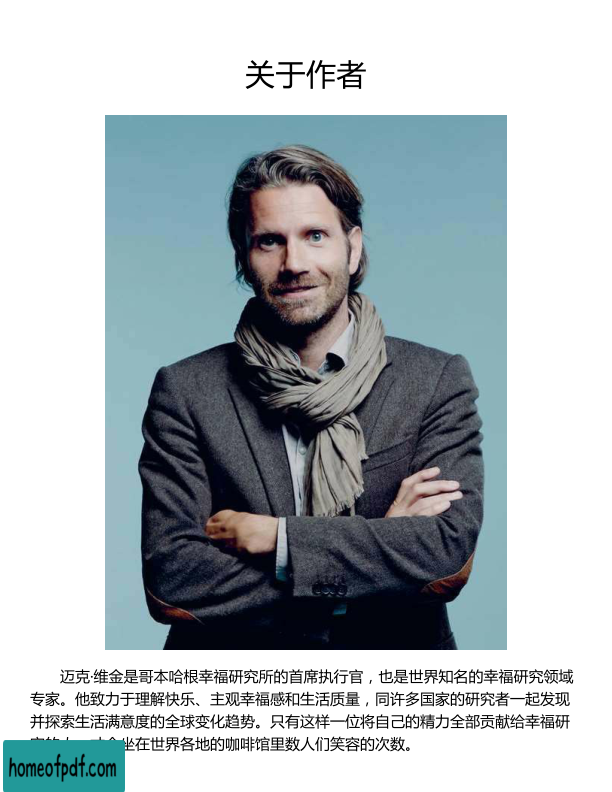 关于作者
迈克·维金是哥本哈根幸福研究所的首席执行官，也是世界知名的幸福研究领域
专家。他致力于理解快乐、主观幸福感和生活质量，同许多国家的研究者一起发现
并探索生活满意度的全球变化趋势。只有这样一位将自己的精力全部贡献给幸福研
坐在世界各地的咖啡馆里数人们笑容的次数。
homeofpdf.com